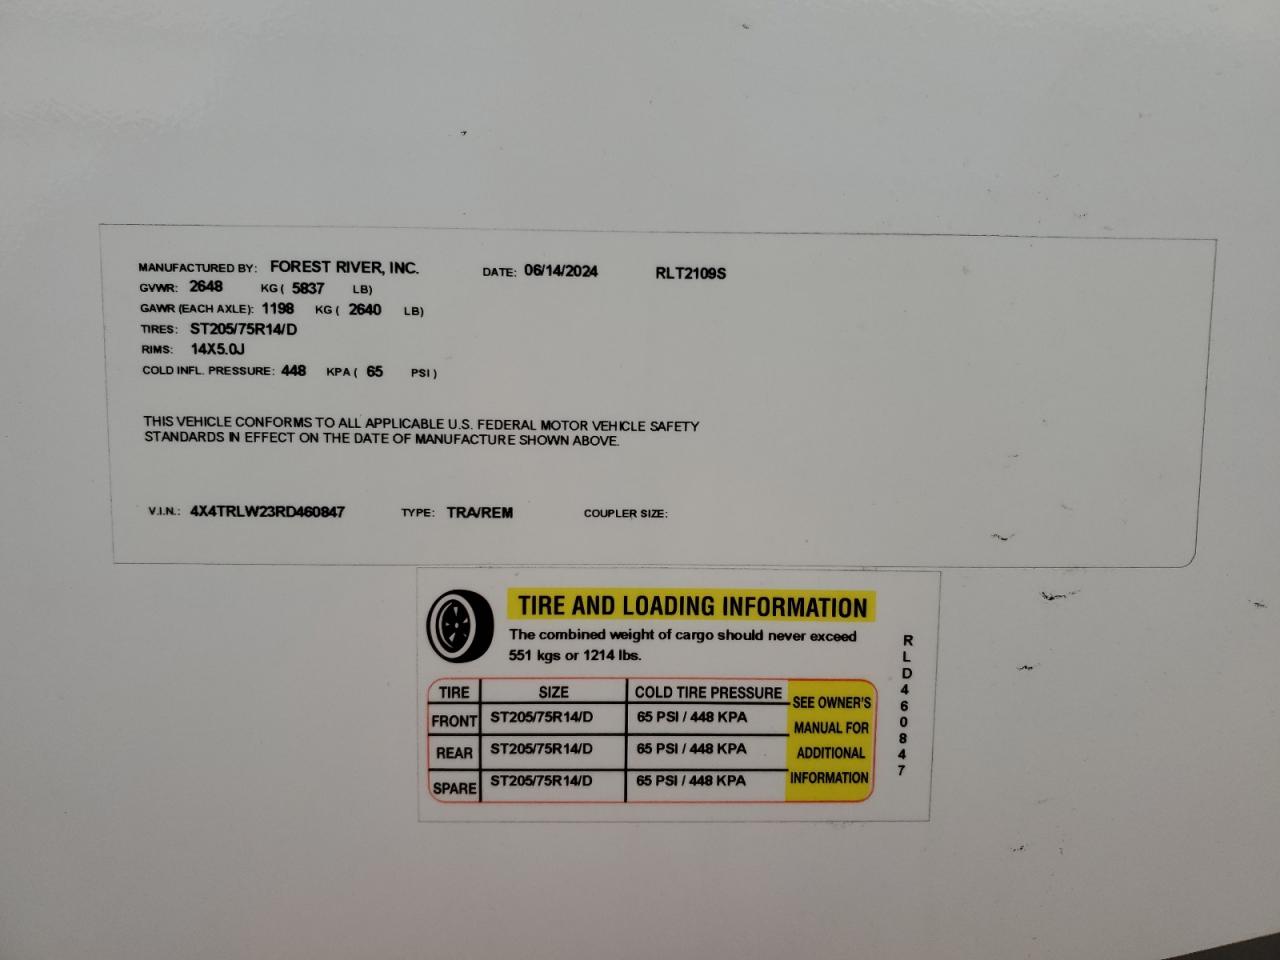 MANUFACTURED BY: FOREST RIVER, INC. DATE: 06/14/2024 RLT2109S
GVWR: 2648 KG ( 5837 LB)
GAWR (EACH AXLE): 1198 KG ( 2640 LB)
TIRES: ST205/75R14/D
RIMS: 14X5.0J
COLD INFL. PRESSURE: 448 KPA ( 65 PSI )
THIS VEHICLE CONFORMS TO ALL APPLICABLE U.S. FEDERAL MOTOR VEHICLE SAFETY
STANDARDS IN EFFECT ON THE DATE OF MANUFACTURE SHOWN ABOVE.
V.I.N.: 4X4TRLW23RD460847 TYPE: TRA/REM COUPLER SIZE:
TIRE AND LOADING INFORMATION
The combined weight of cargo should never exceed
551 kgs or 1214 lbs.
TIRE SIZE COLD TIRE PRESSURE
FRONT ST205/75R14/D 65 PSI / 448 KPA
REAR ST205/75R14/D 65 PSI / 448 KPA
SPARE ST205/75R14/D 65 PSI / 448 KPA
SEE OWNER'S
MANUAL FOR
ADDITIONAL
INFORMATION
RLD460847